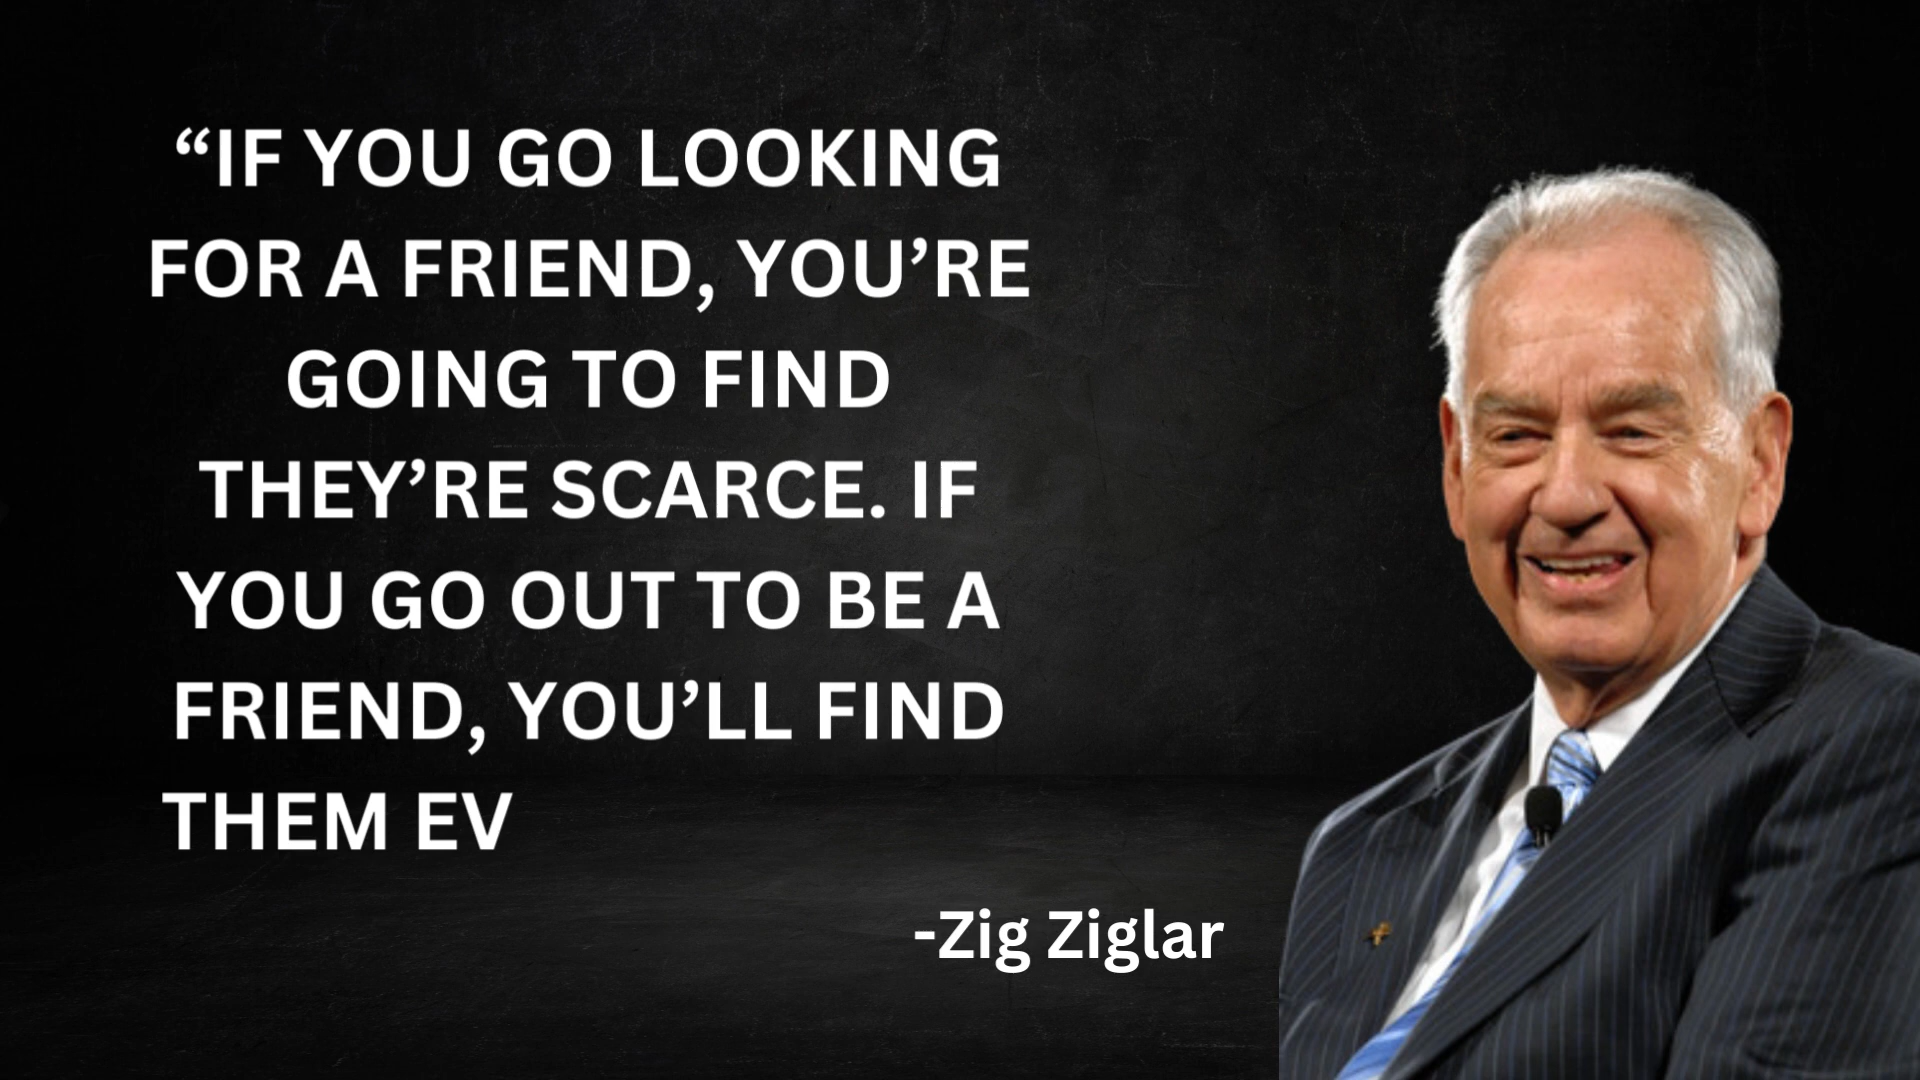 “IF YOU GO LOOKING
FOR A FRIEND, YOU’RE
GOING TO FIND
THEY’RE SCARCE. IF
YOU GO OUT TO BE A
FRIEND, YOU’LL FIND
THEM EV
-Zig Ziglar